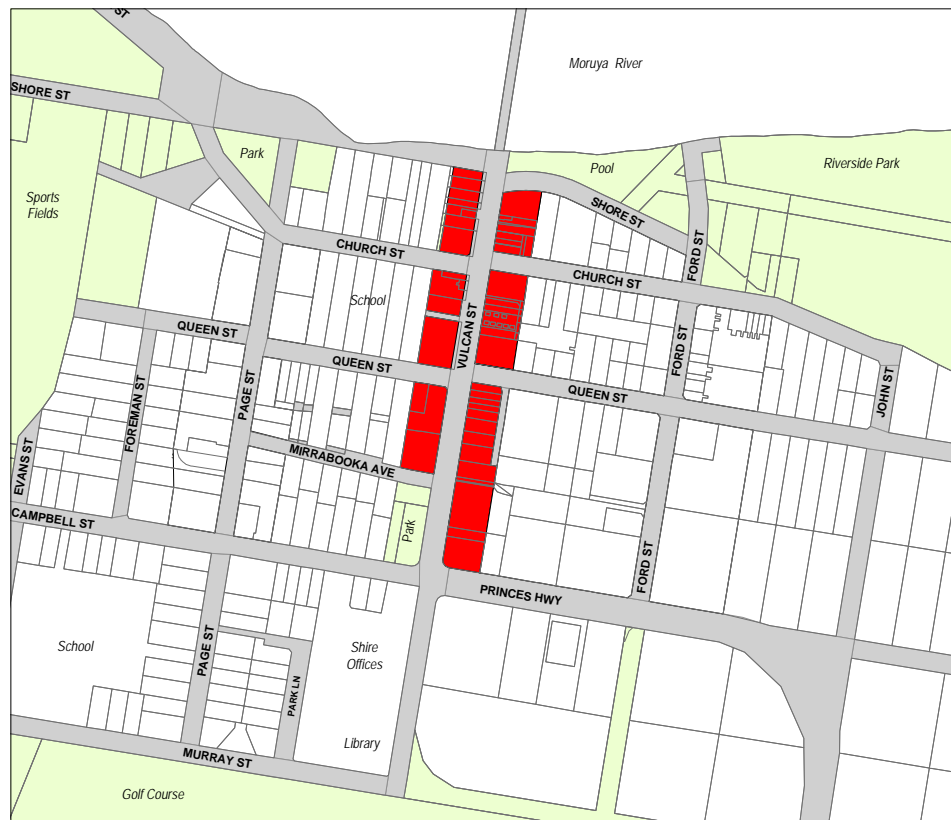 ST
Moruya River
SHORE ST
Park
Pool
Riverside Park
Sports
Fields
SHORE ST
CHURCH ST
FORD ST
CHURCH ST
School
VULCAN ST
QUEEN ST
QUEEN ST
FORD ST
PAGE ST
QUEEN ST
JOHN ST
FOREMAN ST
MIRRABOOKA AVE
EVANS ST
CAMPBELL ST
Park
FORD ST
PRINCES HWY
School
PAGE ST
Shire
Offices
PARK LN
Library
MURRAY ST
Golf Course